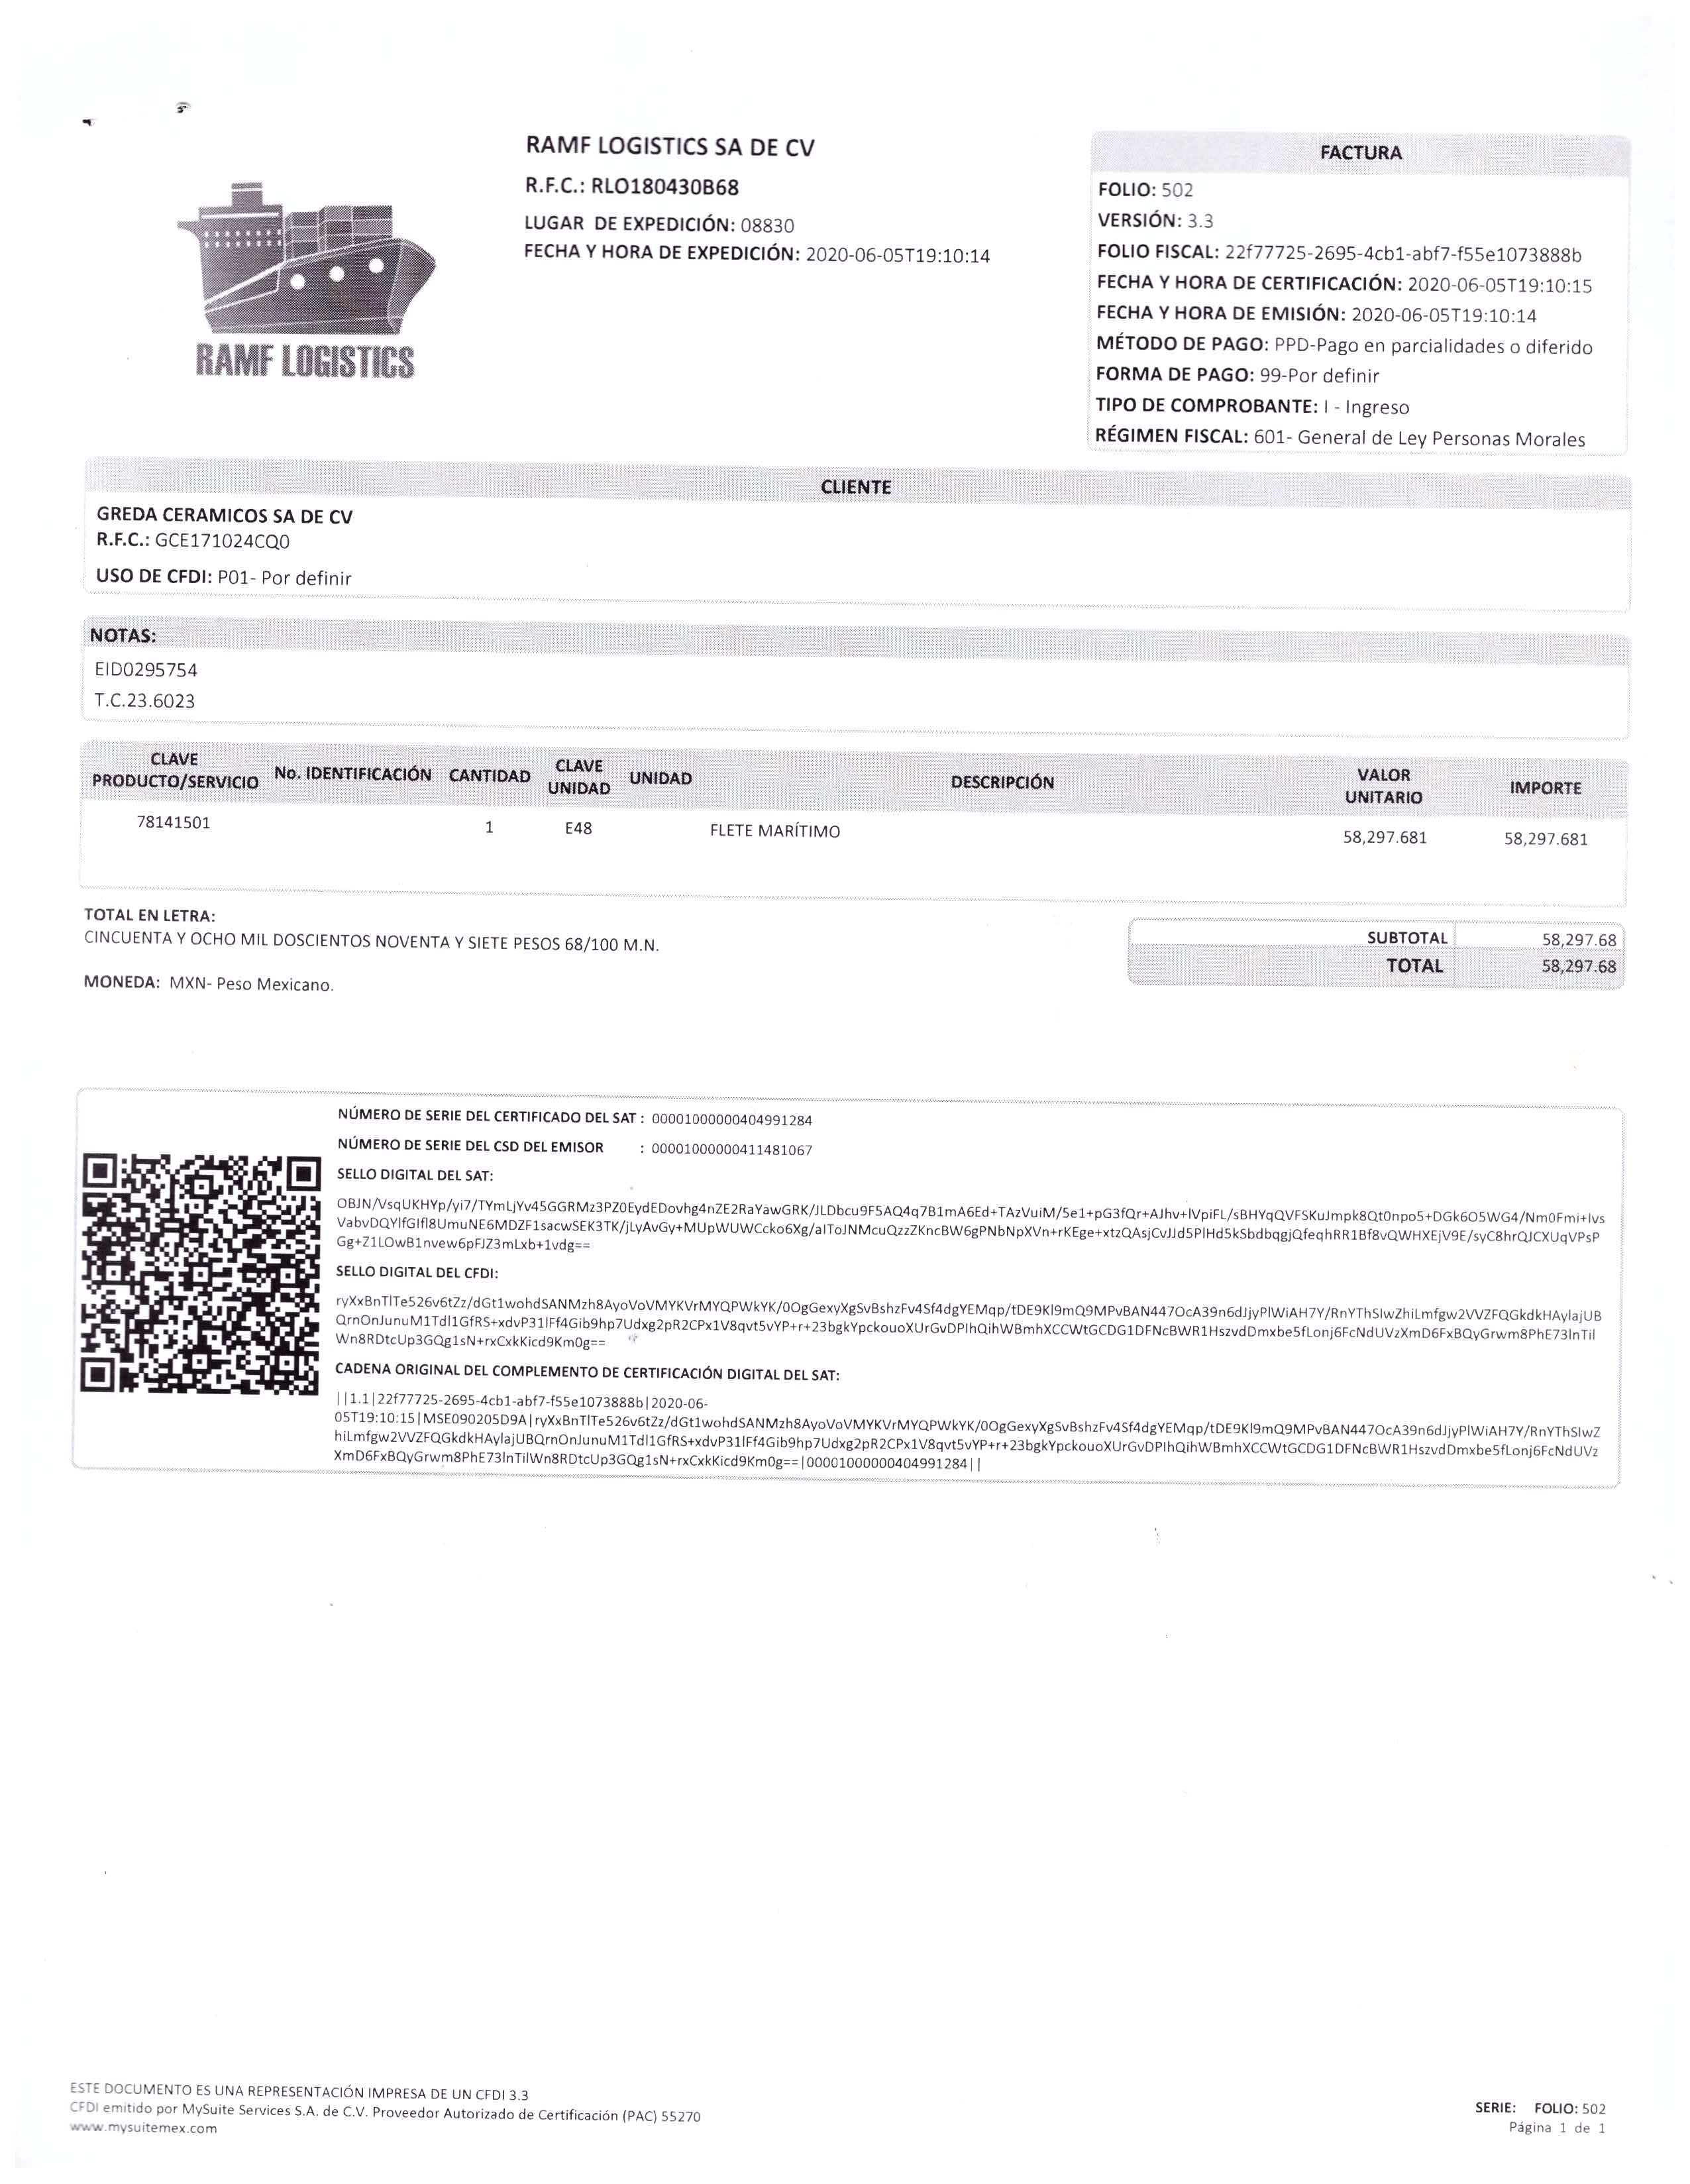 RAMF LOGISTICS
RAMF LOGISTICS SA DE CV
R.F.C.: RLO180430B68
LUGAR DE EXPEDICIÓN: 08830
FECHA Y HORA DE EXPEDICIÓN: 2020-06-05T19:10:14
FACTURA
FOLIO: 502
VERSIÓN: 3.3
FOLIO FISCAL: 22f77725-2695-4cb1-abf7-f55e1073888b
FECHA Y HORA DE CERTIFICACIÓN: 2020-06-05T19:10:15
FECHA Y HORA DE EMISIÓN: 2020-06-05T19:10:14
MÉTODO DE PAGO: PPD-Pago en parcialidades o diferido
FORMA DE PAGO: 99-Por definir
TIPO DE COMPROBANTE: I - Ingreso
RÉGIMEN FISCAL: 601- General de Ley Personas Morales
CLIENTE
GREDA CERAMICOS SA DE CV
R.F.C.: GCE171024CQ0
USO DE CFDI: P01- Por definir
NOTAS:
EID0295754
T.C.23.6023
CLAVE PRODUCTO/SERVICIO No. IDENTIFICACIÓN CANTIDAD CLAVE UNIDAD UNIDAD DESCRIPCIÓN VALOR UNITARIO IMPORTE
78141501 1 E48 FLETE MARÍTIMO 58,297.681 58,297.681
TOTAL EN LETRA:
CINCUENTA Y OCHO MIL DOSCIENTOS NOVENTA Y SIETE PESOS 68/100 M.N.
MONEDA: MXN- Peso Mexicano.
SUBTOTAL 58,297.68
TOTAL 58,297.68
NÚMERO DE SERIE DEL CERTIFICADO DEL SAT : 00001000000404991284
NÚMERO DE SERIE DEL CSD DEL EMISOR : 00001000000411481067
SELLO DIGITAL DEL SAT:
OBJN/VsqUKHYp/yi7/TYmLjYv45GGRMz3PZ0EydEDovhg4nZE2RaYawGRK/JLDbcu9F5AQ4q7B1mA6Ed+TAzVuiM/5e1+pG3fQr+AJhv+lVpiFL/sBHYqQVFSKuJmpk8Qt0npo5+DGk6O5WG4/Nm0Fmi+Ivs
VabvDQYlfGIfl8UmuNE6MDZF1sacwSEK3TK/jLyAvGy+MUpWUWCcko6Xg/aIToJNMcuQzzZKncBW6gPNbNpXVn+rKEge+xtzQAsjCvJJd5PlHd5kSbdbqgjQfeqhRR1Bf8vQWHXEjV9E/syC8hrQJCXUqVPsP
Gg+Z1LOwB1nvew6pFJZ3mLxb+1vdg==
SELLO DIGITAL DEL CFDI:
ryXxBnTlTe526v6tZz/dGt1wohdSANMzh8AyoVoVMYKVrMYQPWkYK/0OgGexyXgSvBshzFv4Sf4dgYEMqp/tDE9Kl9mQ9MPvBAN447OcA39n6dJjyPlWiAH7Y/RnYThSlwZhiLmfgw2VVZFQGkdkHAylajUB
QrnOnJunuM1Tdl1GfRS+xdvP31lFf4Gib9hp7Udxg2pR2CPx1V8qvt5vYP+r+23bgkYpckouoXUrGvDPlhQihWBmhXCCWtGCDG1DFNcBWR1HszvdDmxbe5fLonj6FcNdUVzXmD6FxBQyGrwm8PhE73lnTil
Wn8RDtcUp3GQg1sN+rxCxkKicd9Km0g==
CADENA ORIGINAL DEL COMPLEMENTO DE CERTIFICACIÓN DIGITAL DEL SAT:
||1.1|22f77725-2695-4cb1-abf7-f55e1073888b|2020-06-
05T19:10:15|MSE090205D9A|ryXxBnTlTe526v6tZz/dGt1wohdSANMzh8AyoVoVMYKVrMYQPWkYK/0OgGexyXgSvBshzFv4Sf4dgYEMqp/tDE9Kl9mQ9MPvBAN447OcA39n6dJjyPlWiAH7Y/RnYThSlwZ
hiLmfgw2VVZFQGkdkHAylajUBQrnOnJunuM1Tdl1GfRS+xdvP31lFf4Gib9hp7Udxg2pR2CPx1V8qvt5vYP+r+23bgkYpckouoXUrGvDPlhQihWBmhXCCWtGCDG1DFNcBWR1HszvdDmxbe5fLonj6FcNdUVz
XmD6FxBQyGrwm8PhE73lnTilWn8RDtcUp3GQg1sN+rxCxkKicd9Km0g==|00001000000404991284||
ESTE DOCUMENTO ES UNA REPRESENTACIÓN IMPRESA DE UN CFDI 3.3
CFDI emitido por MySuite Services S.A. de C.V. Proveedor Autorizado de Certificación (PAC) 55270
www.mysuitemex.com
SERIE: FOLIO: 502
Página 1 de 1